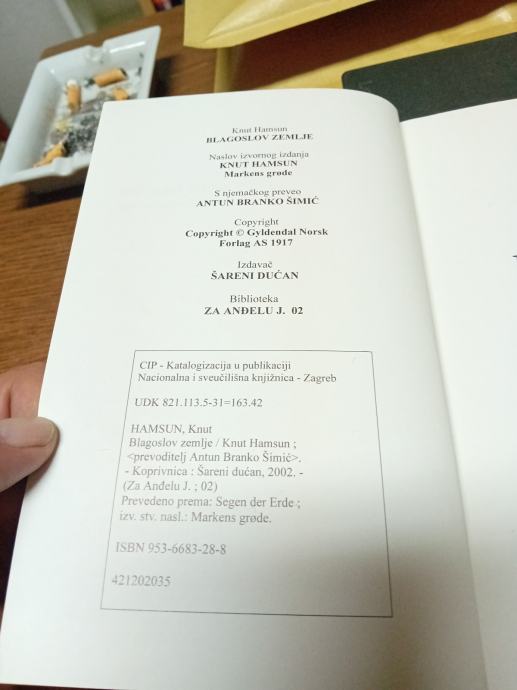 Knut Hamsun
BLAGOSLOV ZEMLJE
Naslov izvornog izdanja
KNUT HAMSUN
Markens grøde
S njemačkog preveo
ANTUN BRANKO ŠIMIĆ
Copyright
Copyright © Gyldendal Norsk
Forlag AS 1917
Izdavač
ŠARENI DUĆAN
Biblioteka
ZA ANĐELU J. 02
CIP - Katalogizacija u publikaciji
Nacionalna i sveučilišna knjižnica - Zagreb
UDK 821.113.5-31=163.42
HAMSUN, Knut
Blagoslov zemlje / Knut Hamsun ;
<prevoditelj Antun Branko Šimić>.
- Koprivnica : Šareni dućan, 2002. -
(Za Anđelu J. ; 02)
Prevedeno prema: Segen der Erde ;
izv. stv. nasl.: Markens grøde.
ISBN 953-6683-28-8
421202035